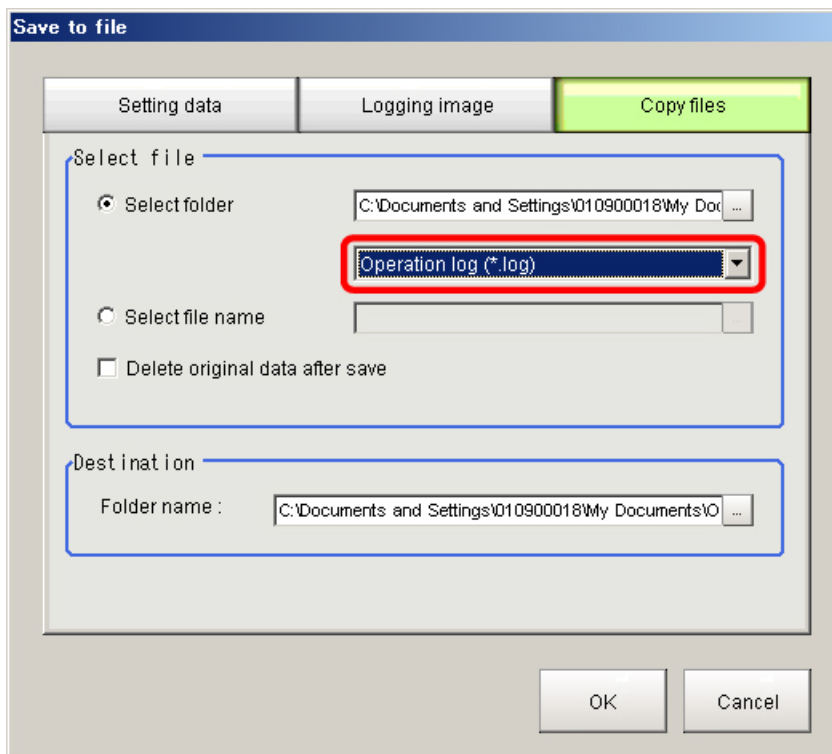 Save to file
Setting data Logging image Copy files
Select file
Select folder C:\Documents and Settings\010900018\My Doc ...
Operation log (*.log)
Select file name
Delete original data after save
Destination
Folder name : C:\Documents and Settings\010900018\My Documents\O ...
OK Cancel